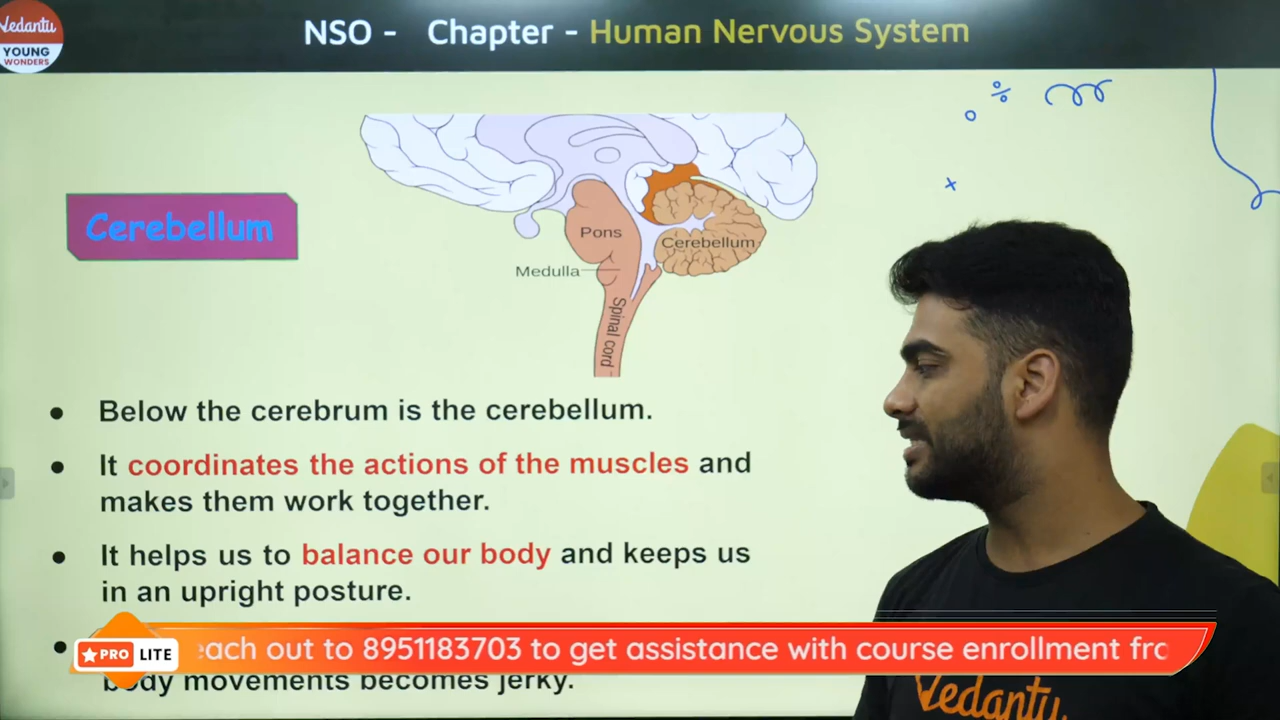 Vedantu
YOUNG
WONDERS
NSO - Chapter - Human Nervous System
Cerebellum
Pons
Cerebellum
Medulla
Spinal cord
Below the cerebrum is the cerebellum.
It coordinates the actions of the muscles and
makes them work together.
It helps us to balance our body and keeps us
in an upright posture.
PRO LITE
each out to 8951183703 to get assistance with course enrollment
body movements becomes jerky.
Vedantu